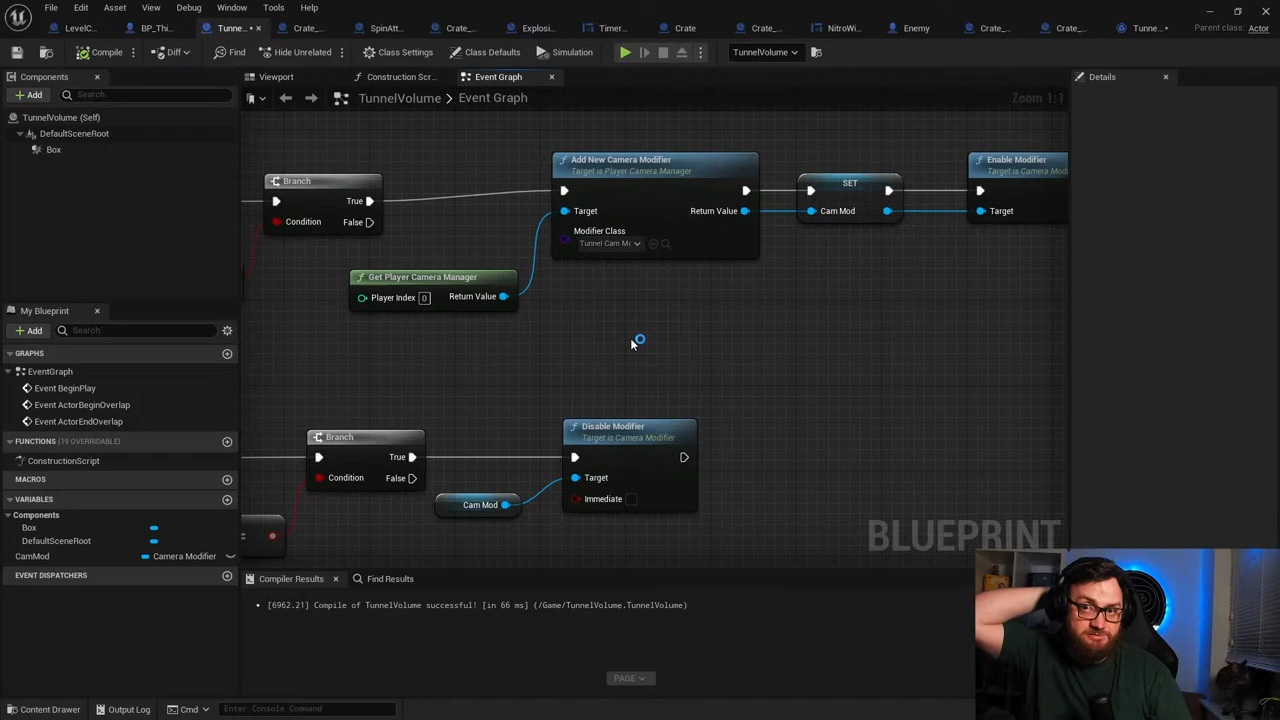 File Edit Asset View Debug Window Tools Help
LevelC... BP_Thi... Tunne... • Crate_... SpinAtt... Crate_... Explosi... Timer... Crate Crate_... NitroWi... Enemy Crate_... Crate_... Tunne... • Parent class: Actor
Compile Diff Find Hide Unrelated Class Settings Class Defaults Simulation TunnelVolume
Components Viewport Construction Scr... Event Graph Details
+ Add Search TunnelVolume > Event Graph Zoom 1:1
TunnelVolume (Self)
DefaultSceneRoot
Box
Branch
True
Condition False
Add New Camera Modifier
Target is Player Camera Manager
Target Return Value
Modifier Class
Tunnel Cam Mc
SET
Cam Mod
Enable Modifier
Target is Camera Mod
Target
Get Player Camera Manager
Player Index 0 Return Value
My Blueprint
+ Add Search
GRAPHS
EventGraph
Event BeginPlay
Event ActorBeginOverlap
Event ActorEndOverlap
FUNCTIONS (19 OVERRIDABLE)
ConstructionScript
MACROS
VARIABLES
Components
Box
DefaultSceneRoot
CamMod Camera Modifier
EVENT DISPATCHERS
Branch
True
Condition False
Cam Mod
Disable Modifier
Target is Camera Modifier
Target
Immediate
BLUEPRINT
Compiler Results Find Results
• [6962.21] Compile of TunnelVolume successful! [in 66 ms] (/Game/TunnelVolume.TunnelVolume)
PAGE
Content Drawer Output Log Cmd Enter Console Command